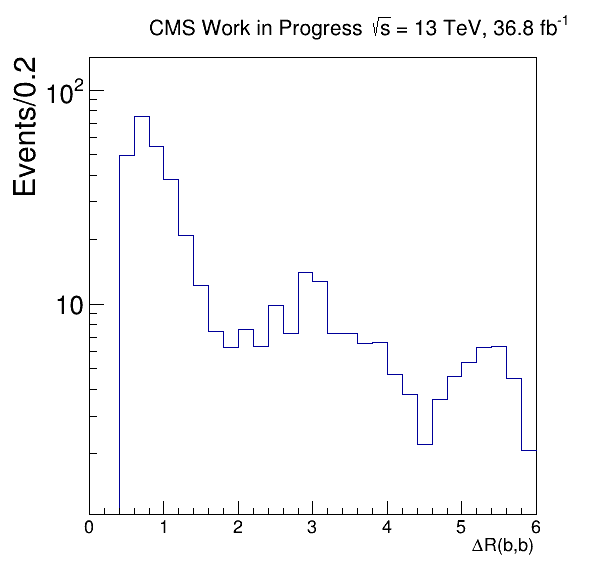 CMS Work in Progress √s = 13 TeV, 36.8 fb⁻¹
Events/0.2
10²
10
0 1 2 3 4 5 6
ΔR(b,b)